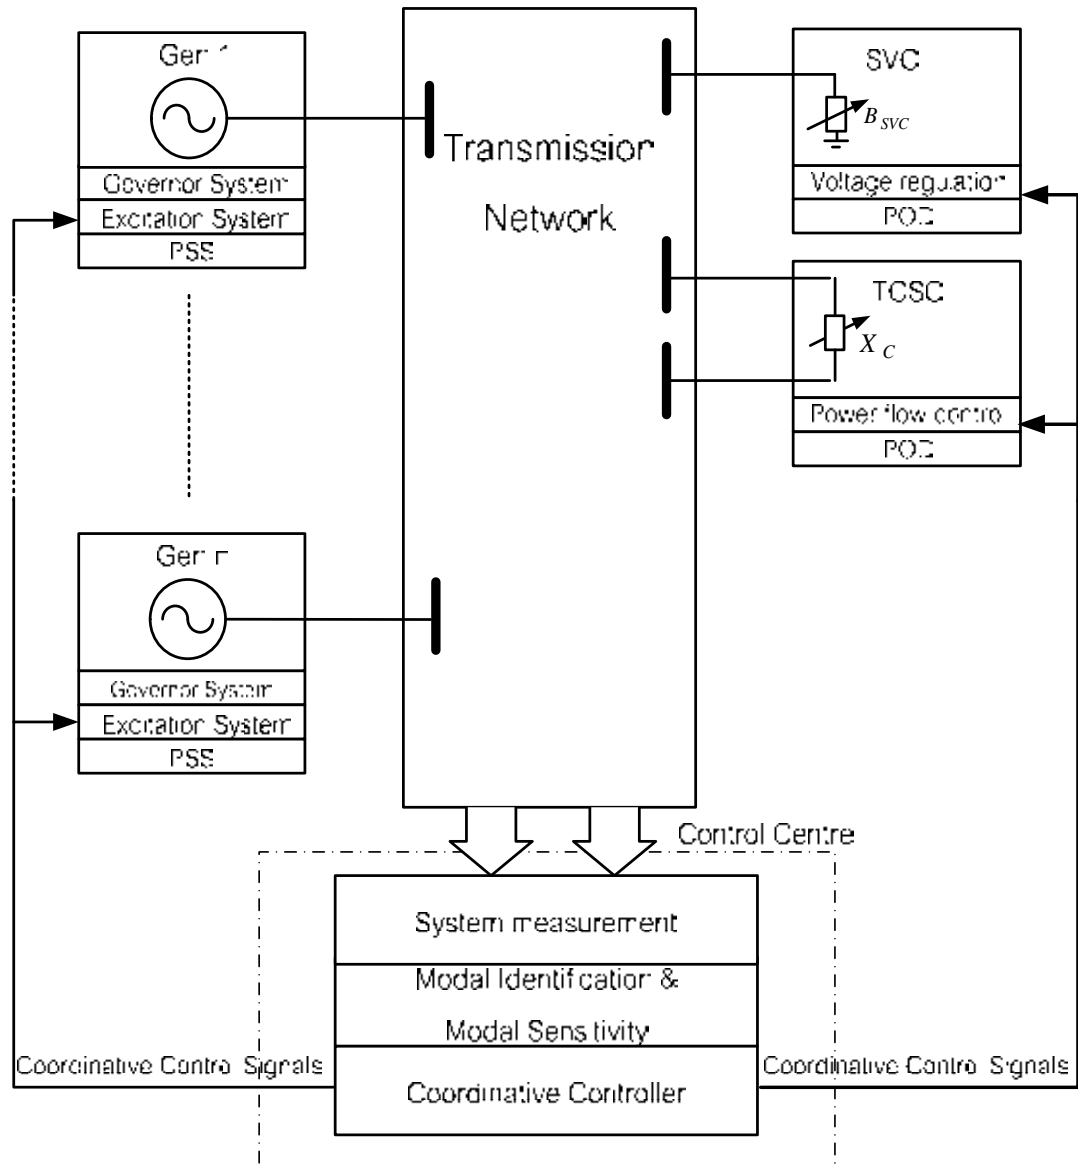 Gen 1
Governor System
Excitation System
PSS
Transmission
Network
SVC
B SVC
Voltage regulation
POD
TCSC
X C
Power flow control
POD
Gen n
Governor System
Excitation System
PSS
Control Centre
System measurement
Modal Identification &
Modal Sensitivity
Coordinative Controller
Coordinative Control Signals
Coordinative Control Signals